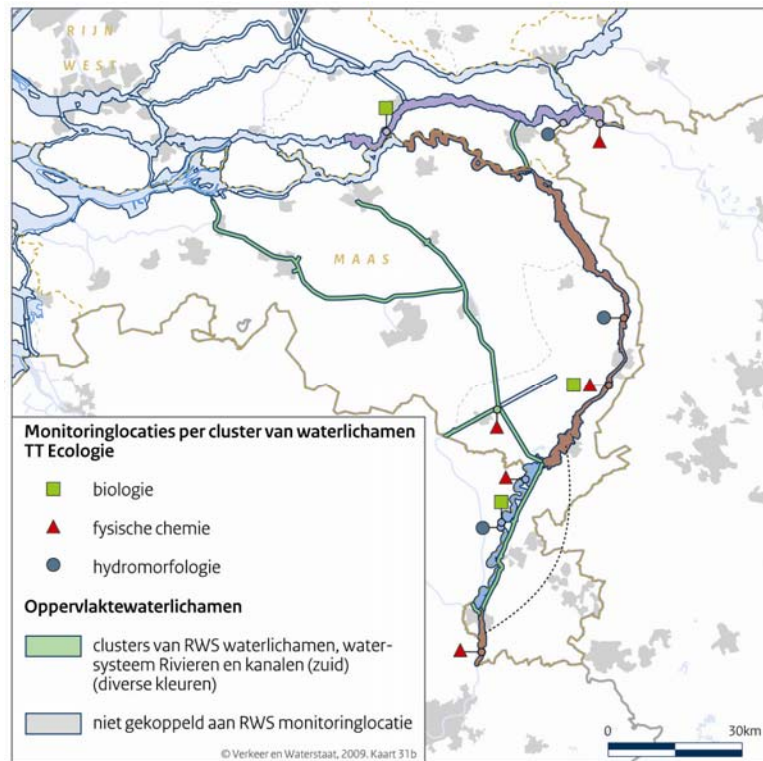 RIJN
WEST
MAAS
Monitoringlocaties per cluster van waterlichamen
TT Ecologie
biologie
fysische chemie
hydromorfologie
Oppervlaktewaterlichamen
clusters van RWS waterlichamen, water-
systeem Rivieren en kanalen (zuid)
(diverse kleuren)
niet gekoppeld aan RWS monitoringlocatie
© Verkeer en Waterstaat, 2009. Kaart 31b
0 30km